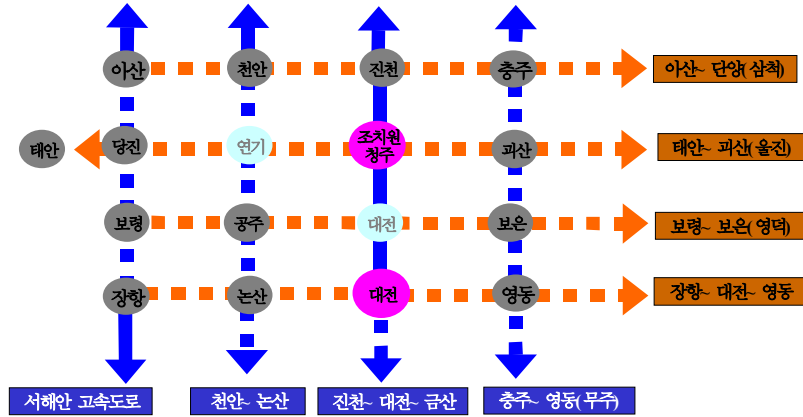 아산 천안 진천 충주 아산~ 단양( 삼척)
태안 당진 연기 조치원 괴산 태안~ 괴산( 울진)
청주
보령 공주 대전 보은 보령~ 보은( 영덕)
장항 논산 대전 영동 장항~ 대전~ 영동
서해안 고속도로 천안~ 논산 진천~ 대전~ 금산 충주~ 영동( 무주)